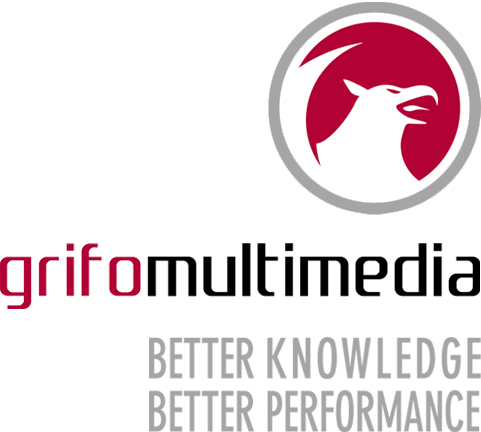 grifomultimedia
BETTER KNOWLEDGE
BETTER PERFORMANCE